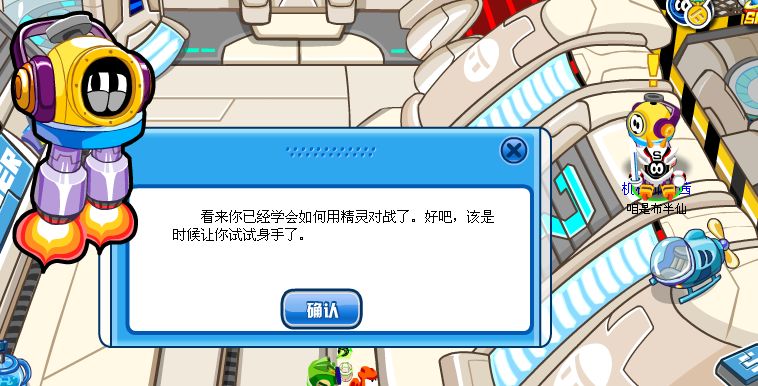 看来你已经学会如何用精灵对战了。好吧，该是
时候让你试试身手了。
确认
咱是布半仙